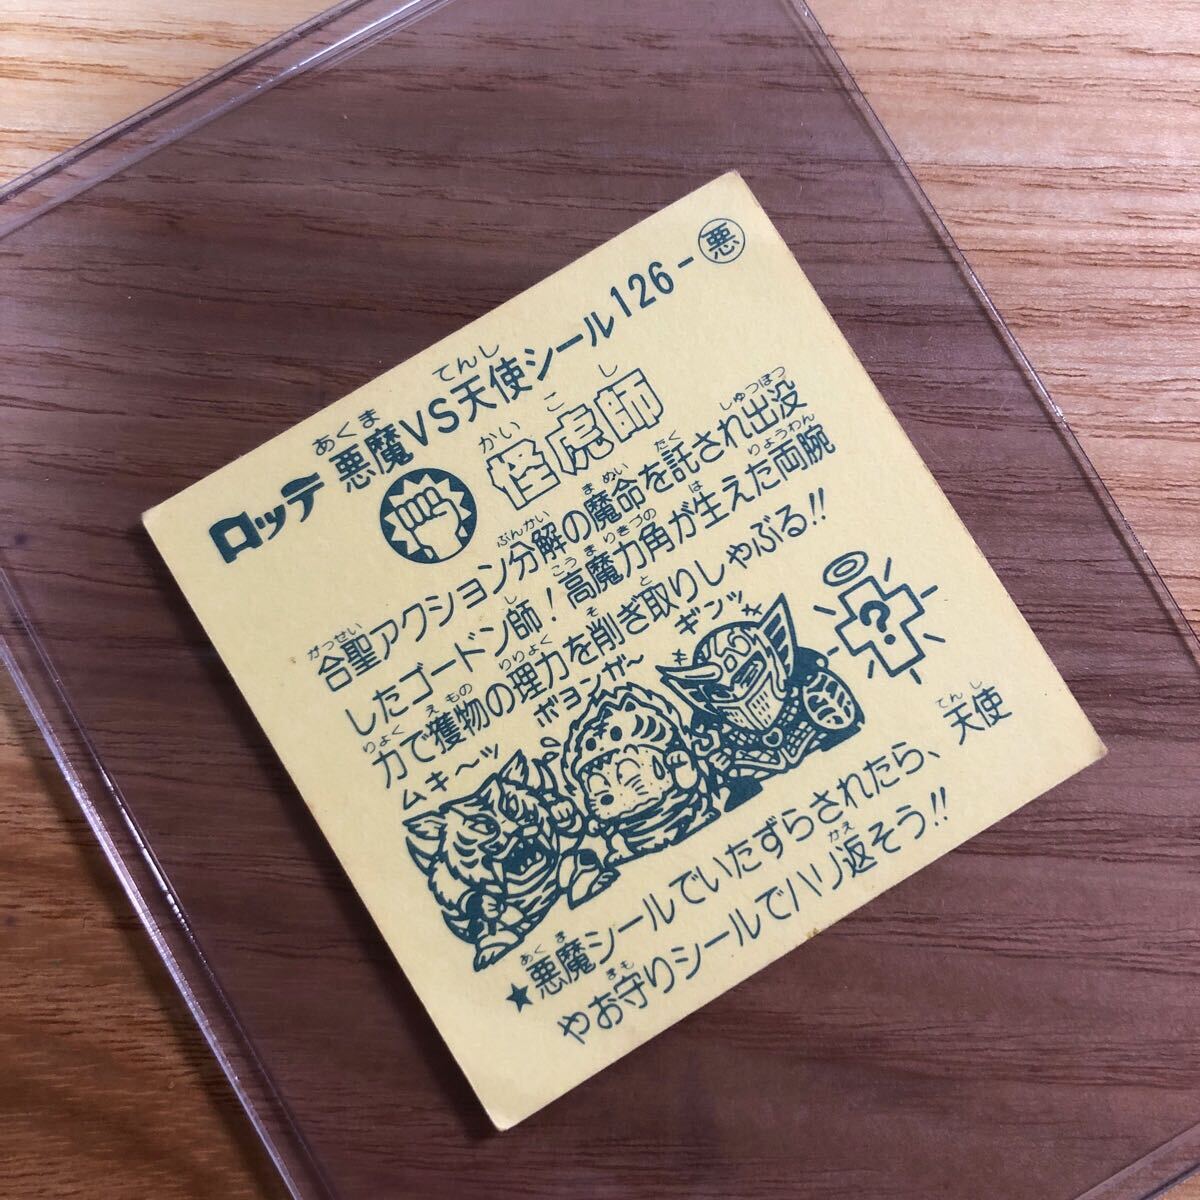 ロッテ 悪魔VS天使シール126-悪
あくま てんし
怪虎師
かいこし
合聖アクション分解の魔命を託され出没
がっせい ぶんかい まめい たく しゅつぼつ
したゴードン師!高魔力角が生えた両腕
し こうまりきづの は りょうわん
力で獲物の理力を削ぎ取りしゃぶる!!
りょく えもの りりょく そ と
ムキ〜ッ ボヨンガ〜 ギンッ
?
★悪魔シールでいたずらされたら、天使
あくま てんし
やお守りシールでハリ返そう!!
まも かえ